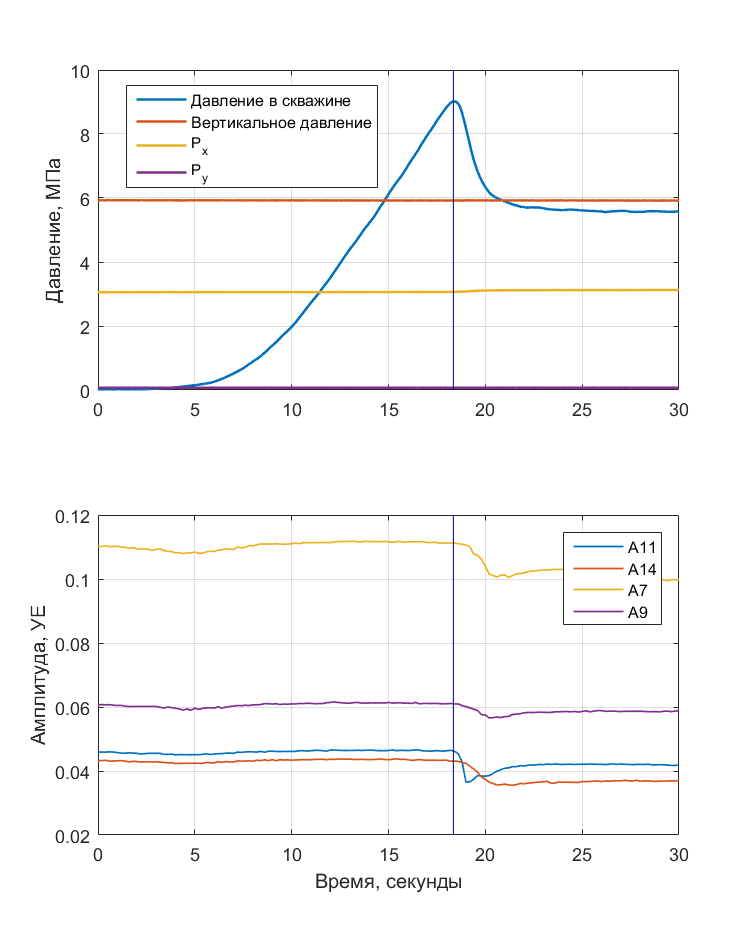 10
8
6
4
2
0
Давление, МПа
Давление в скважине
Вертикальное давление
Px
Py
0 5 10 15 20 25 30
0.12
0.1
0.08
0.06
0.04
0.02
Амплитуда, УЕ
A11
A14
A7
A9
0 5 10 15 20 25 30
Время, секунды